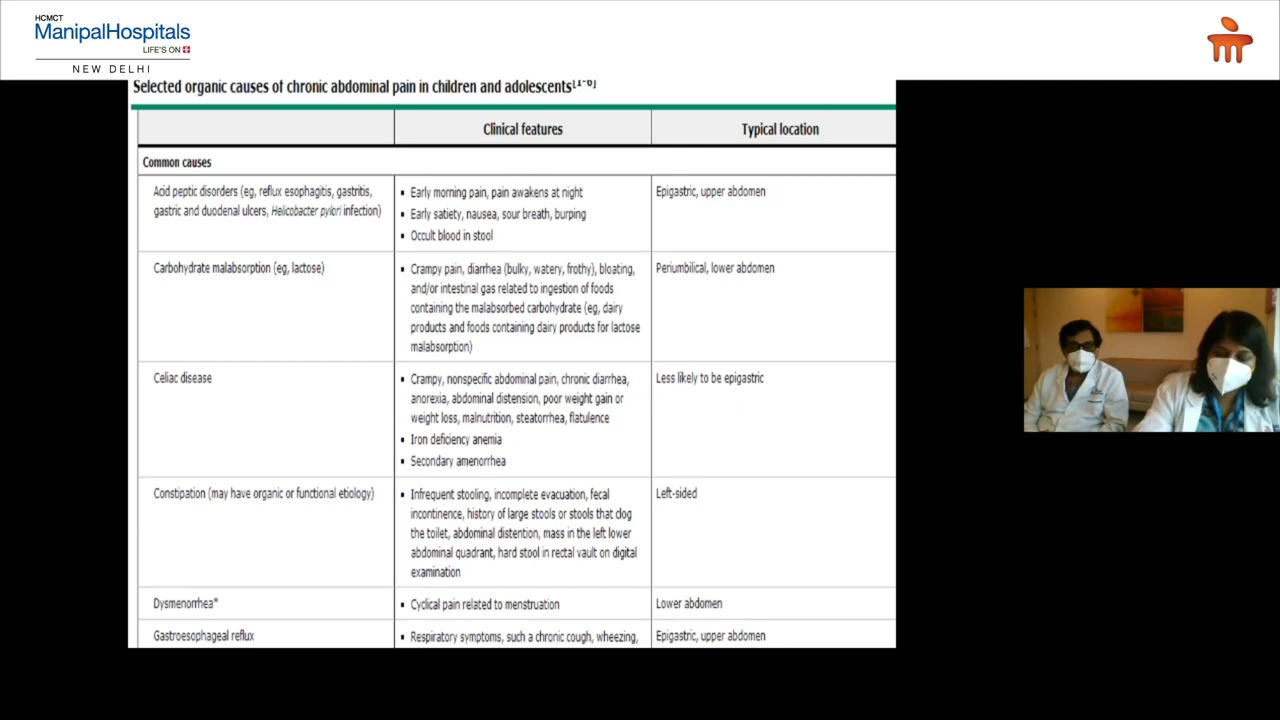 HCMCT
ManipalHospitals
LIFE'S ON
NEW DELHI
Selected organic causes of chronic abdominal pain in children and adolescents[1-6]
Clinical features
Typical location
Common causes
Acid peptic disorders (eg, reflux esophagitis, gastritis,
gastric and duodenal ulcers, Helicobacter pylori infection)
▪ Early morning pain, pain awakens at night
▪ Early satiety, nausea, sour breath, burping
▪ Occult blood in stool
Epigastric, upper abdomen
Carbohydrate malabsorption (eg, lactose)
▪ Crampy pain, diarrhea (bulky, watery, frothy), bloating,
and/or intestinal gas related to ingestion of foods
containing the malabsorbed carbohydrate (eg, dairy
products and foods containing dairy products for lactose
malabsorption)
Periumbilical, lower abdomen
Celiac disease
▪ Crampy, nonspecific abdominal pain, chronic diarrhea,
anorexia, abdominal distension, poor weight gain or
weight loss, malnutrition, steatorrhea, flatulence
▪ Iron deficiency anemia
▪ Secondary amenorrhea
Less likely to be epigastric
Constipation (may have organic or functional etiology)
▪ Infrequent stooling, incomplete evacuation, fecal
incontinence, history of large stools or stools that clog
the toilet, abdominal distention, mass in the left lower
abdominal quadrant, hard stool in rectal vault on digital
examination
Left-sided
Dysmenorrhea*
▪ Cyclical pain related to menstruation
Lower abdomen
Gastroesophageal reflux
▪ Respiratory symptoms, such a chronic cough, wheezing,
Epigastric, upper abdomen